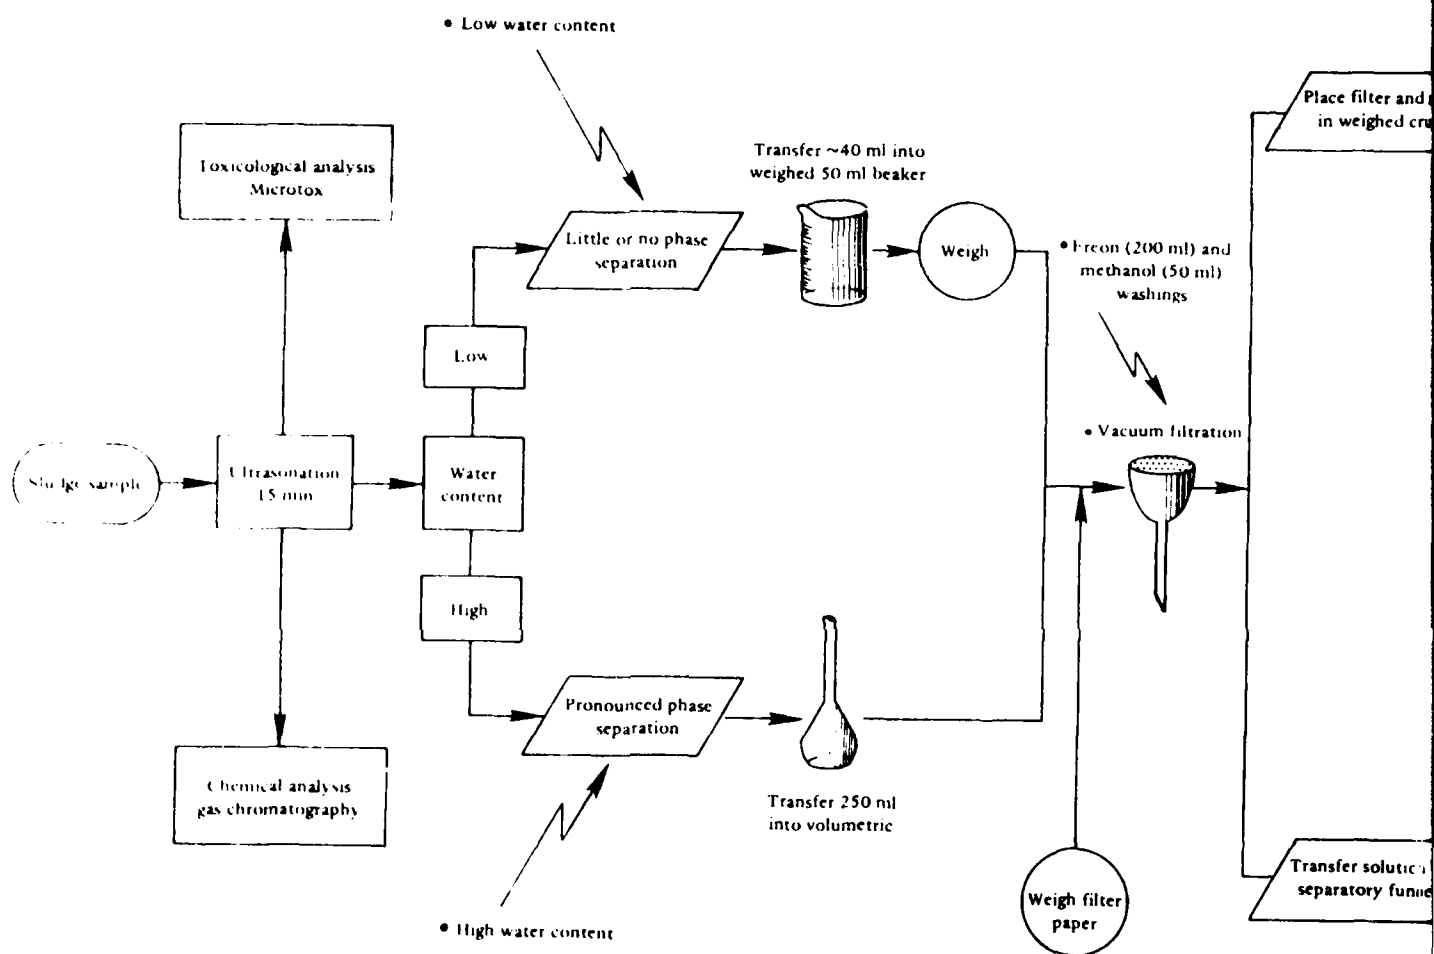 • Low water content
Toxicological analysis
Microtox
Transfer ~40 ml into
weighed 50 ml beaker
Place filter and
in weighed
Little or no phase
separation
Weigh
• Freon (200 ml) and
methanol (50 ml)
washings
Low
• Vacuum filtration
Sludge sample
Ultrasonation
15 min
Water
content
High
Pronounced phase
separation
Chemical analysis
gas chromatography
Transfer 250 ml
into volumetric
Weigh filter
paper
Transfer solution
separatory
• High water content